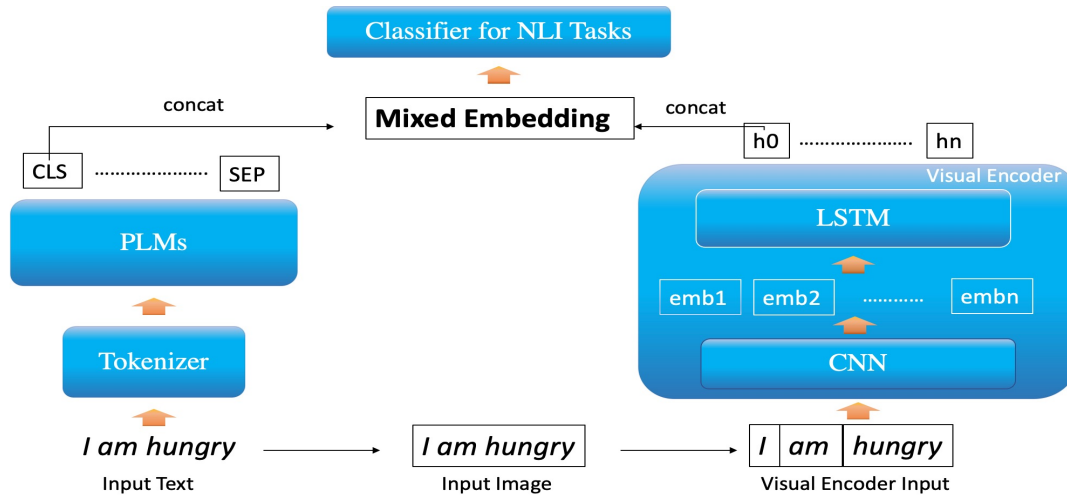 Classifier for NLI Tasks
concat
Mixed Embedding
concat
CLS ........................ SEP
h0 ........................ hn
Visual Encoder
PLMs
LSTM
emb1 emb2 ............ embn
Tokenizer
CNN
I am hungry
I am hungry
I am hungry
Input Text
Input Image
Visual Encoder Input